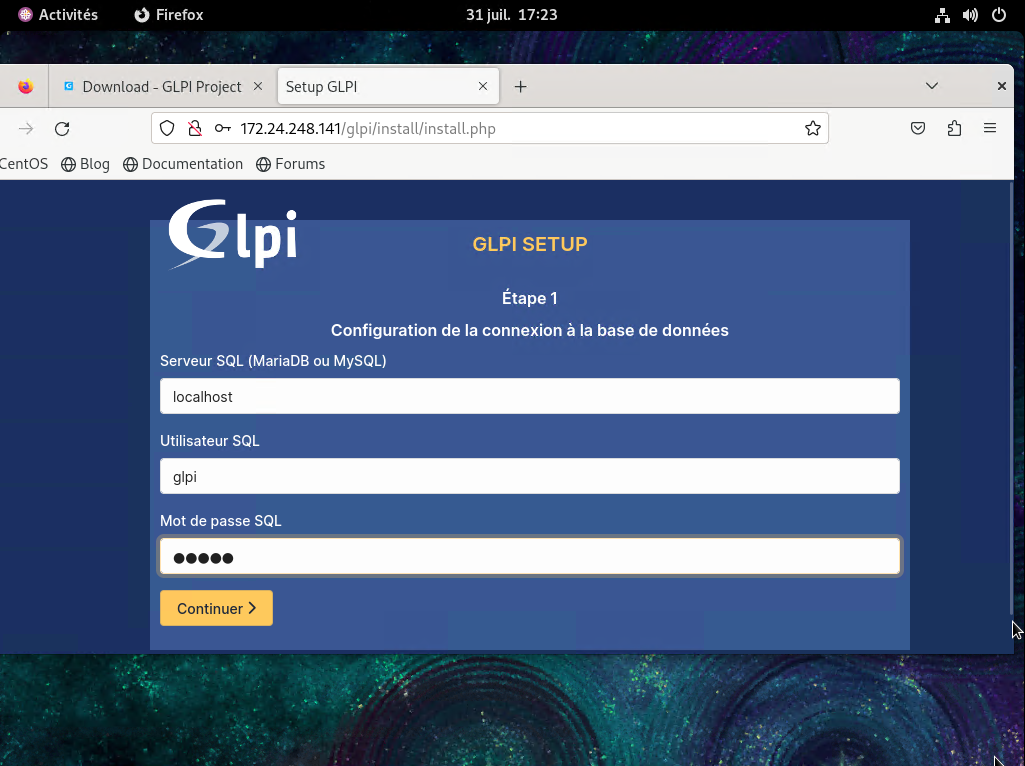 Activités Firefox 31 juil. 17:23
Download - GLPI Project Setup GLPI
172.24.248.141/glpi/install/install.php
CentOS Blog Documentation Forums
Glpi
GLPI SETUP
Étape 1
Configuration de la connexion à la base de données
Serveur SQL (MariaDB ou MySQL)
localhost
Utilisateur SQL
glpi
Mot de passe SQL
●●●●●
Continuer